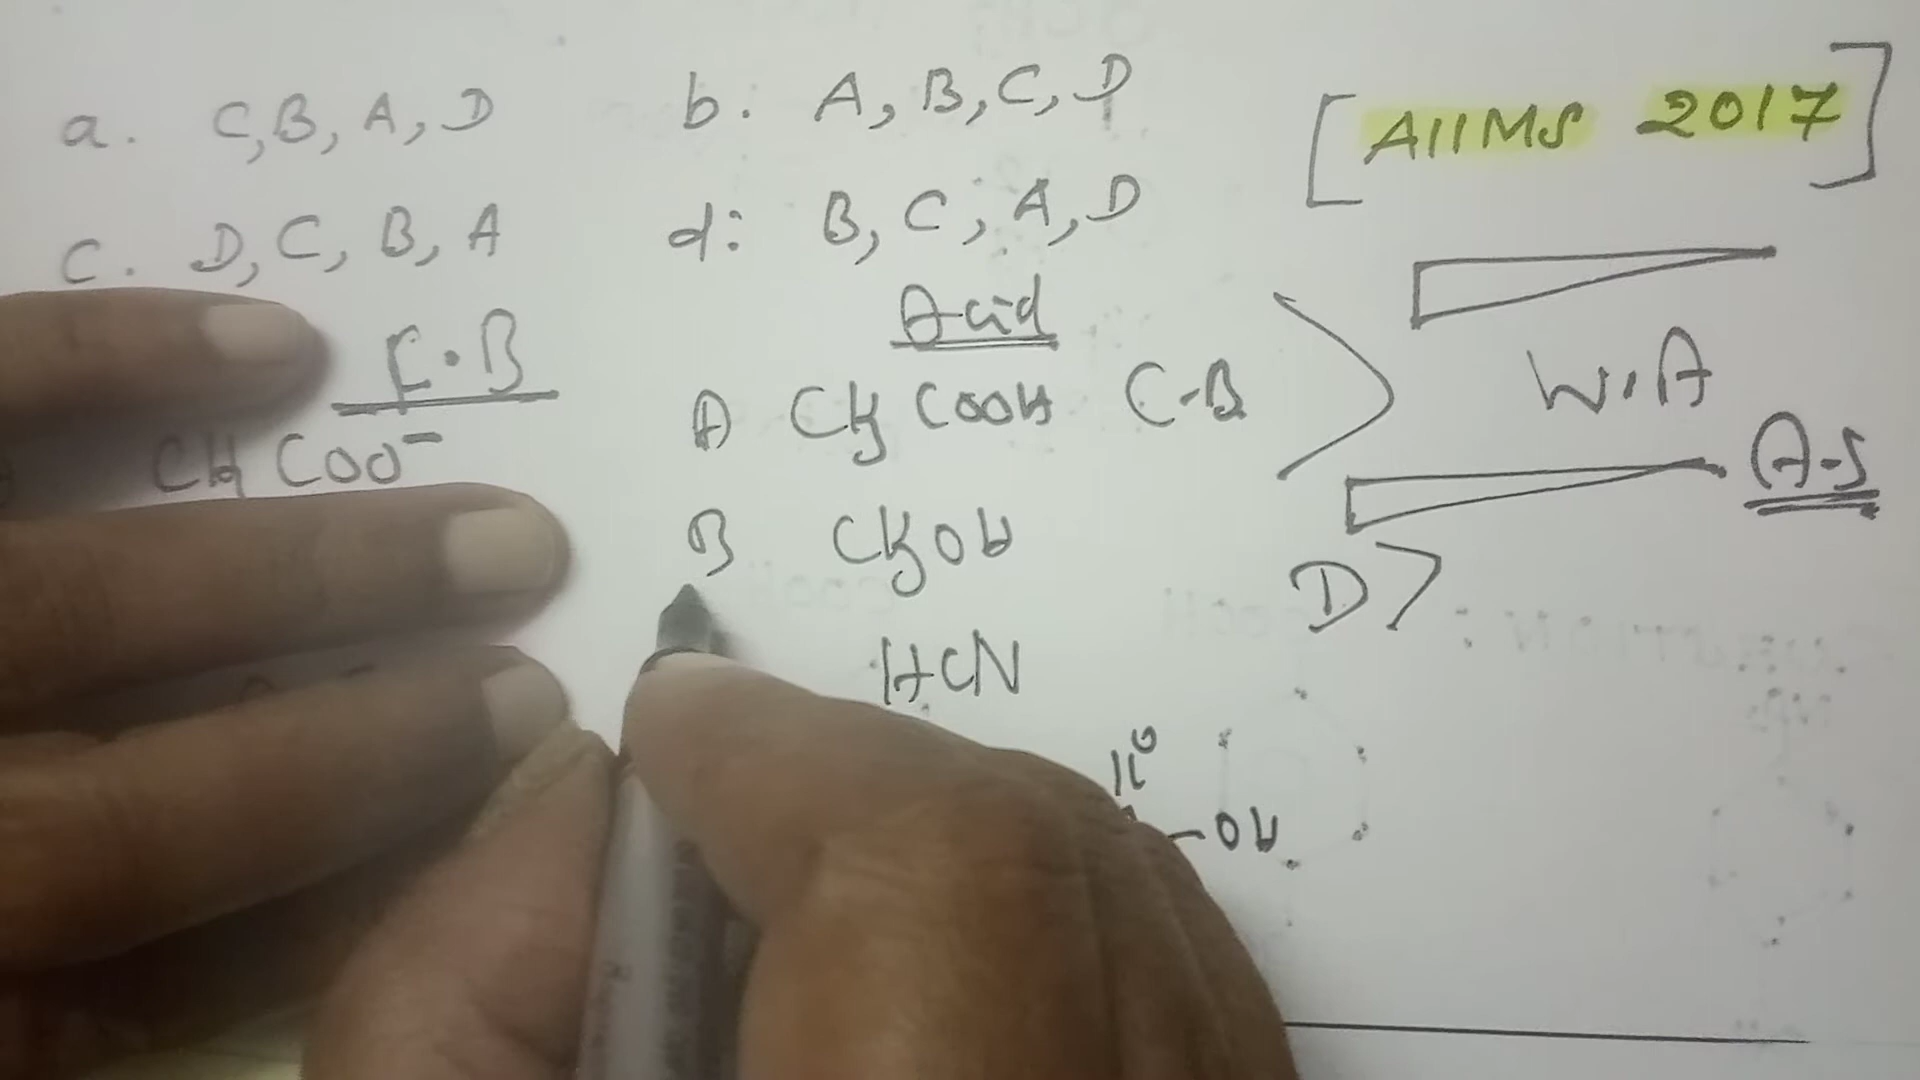 a. C, B, A, D b. A, B, C, D
[AIIMS 2017]
c. D, C, B, A d: B, C, A, D
Acid
A CH3COOH C-B
W.A
CH3COO-
A-S
B CH3OH
D >
HCN
O
-OH